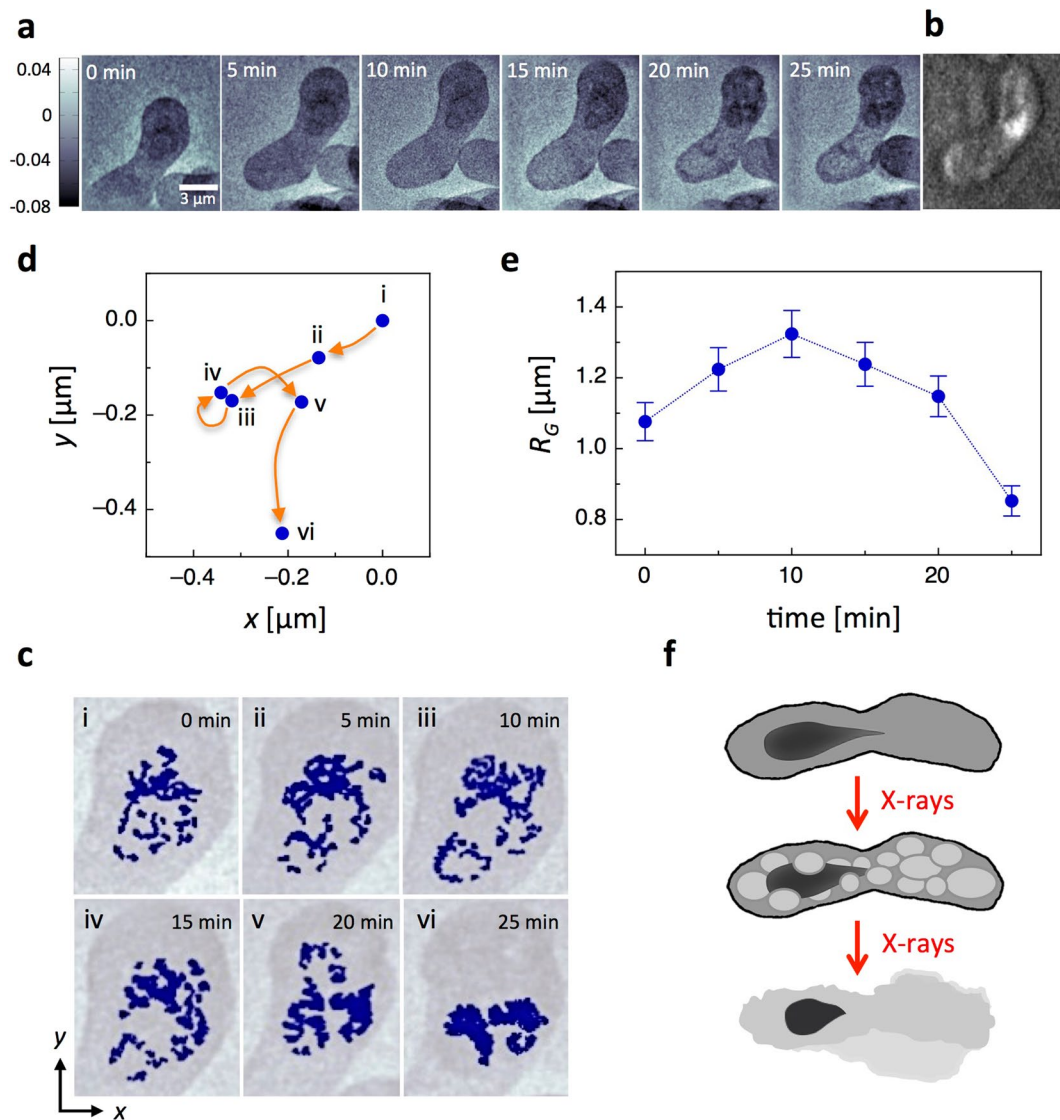 a
b
0.04
0
-0.04
-0.08
0 min
5 min
10 min
15 min
20 min
25 min
3 μm
d
e
0.0
−0.2
−0.4
y [μm]
i
ii
iii
iv
v
vi
−0.4
−0.2
0.0
x [μm]
1.4
1.2
1.0
0.8
R_G [μm]
0
10
20
time [min]
c
f
i
0 min
ii
5 min
iii
10 min
iv
15 min
v
20 min
vi
25 min
y
x
X-rays
X-rays